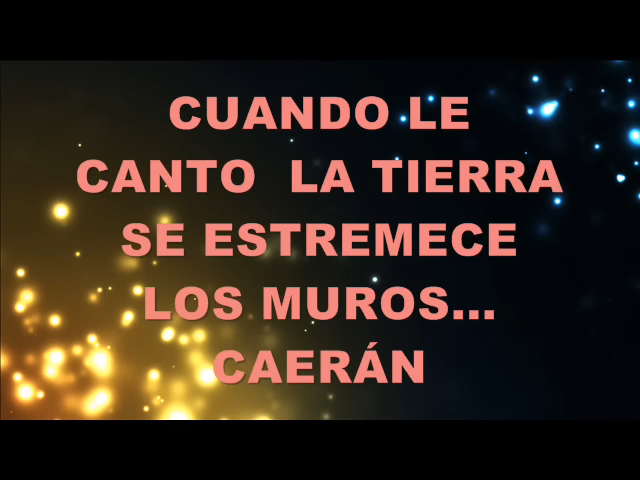 CUANDO LE
CANTO  LA TIERRA
SE ESTREMECE
LOS MUROS...
CAERÁN